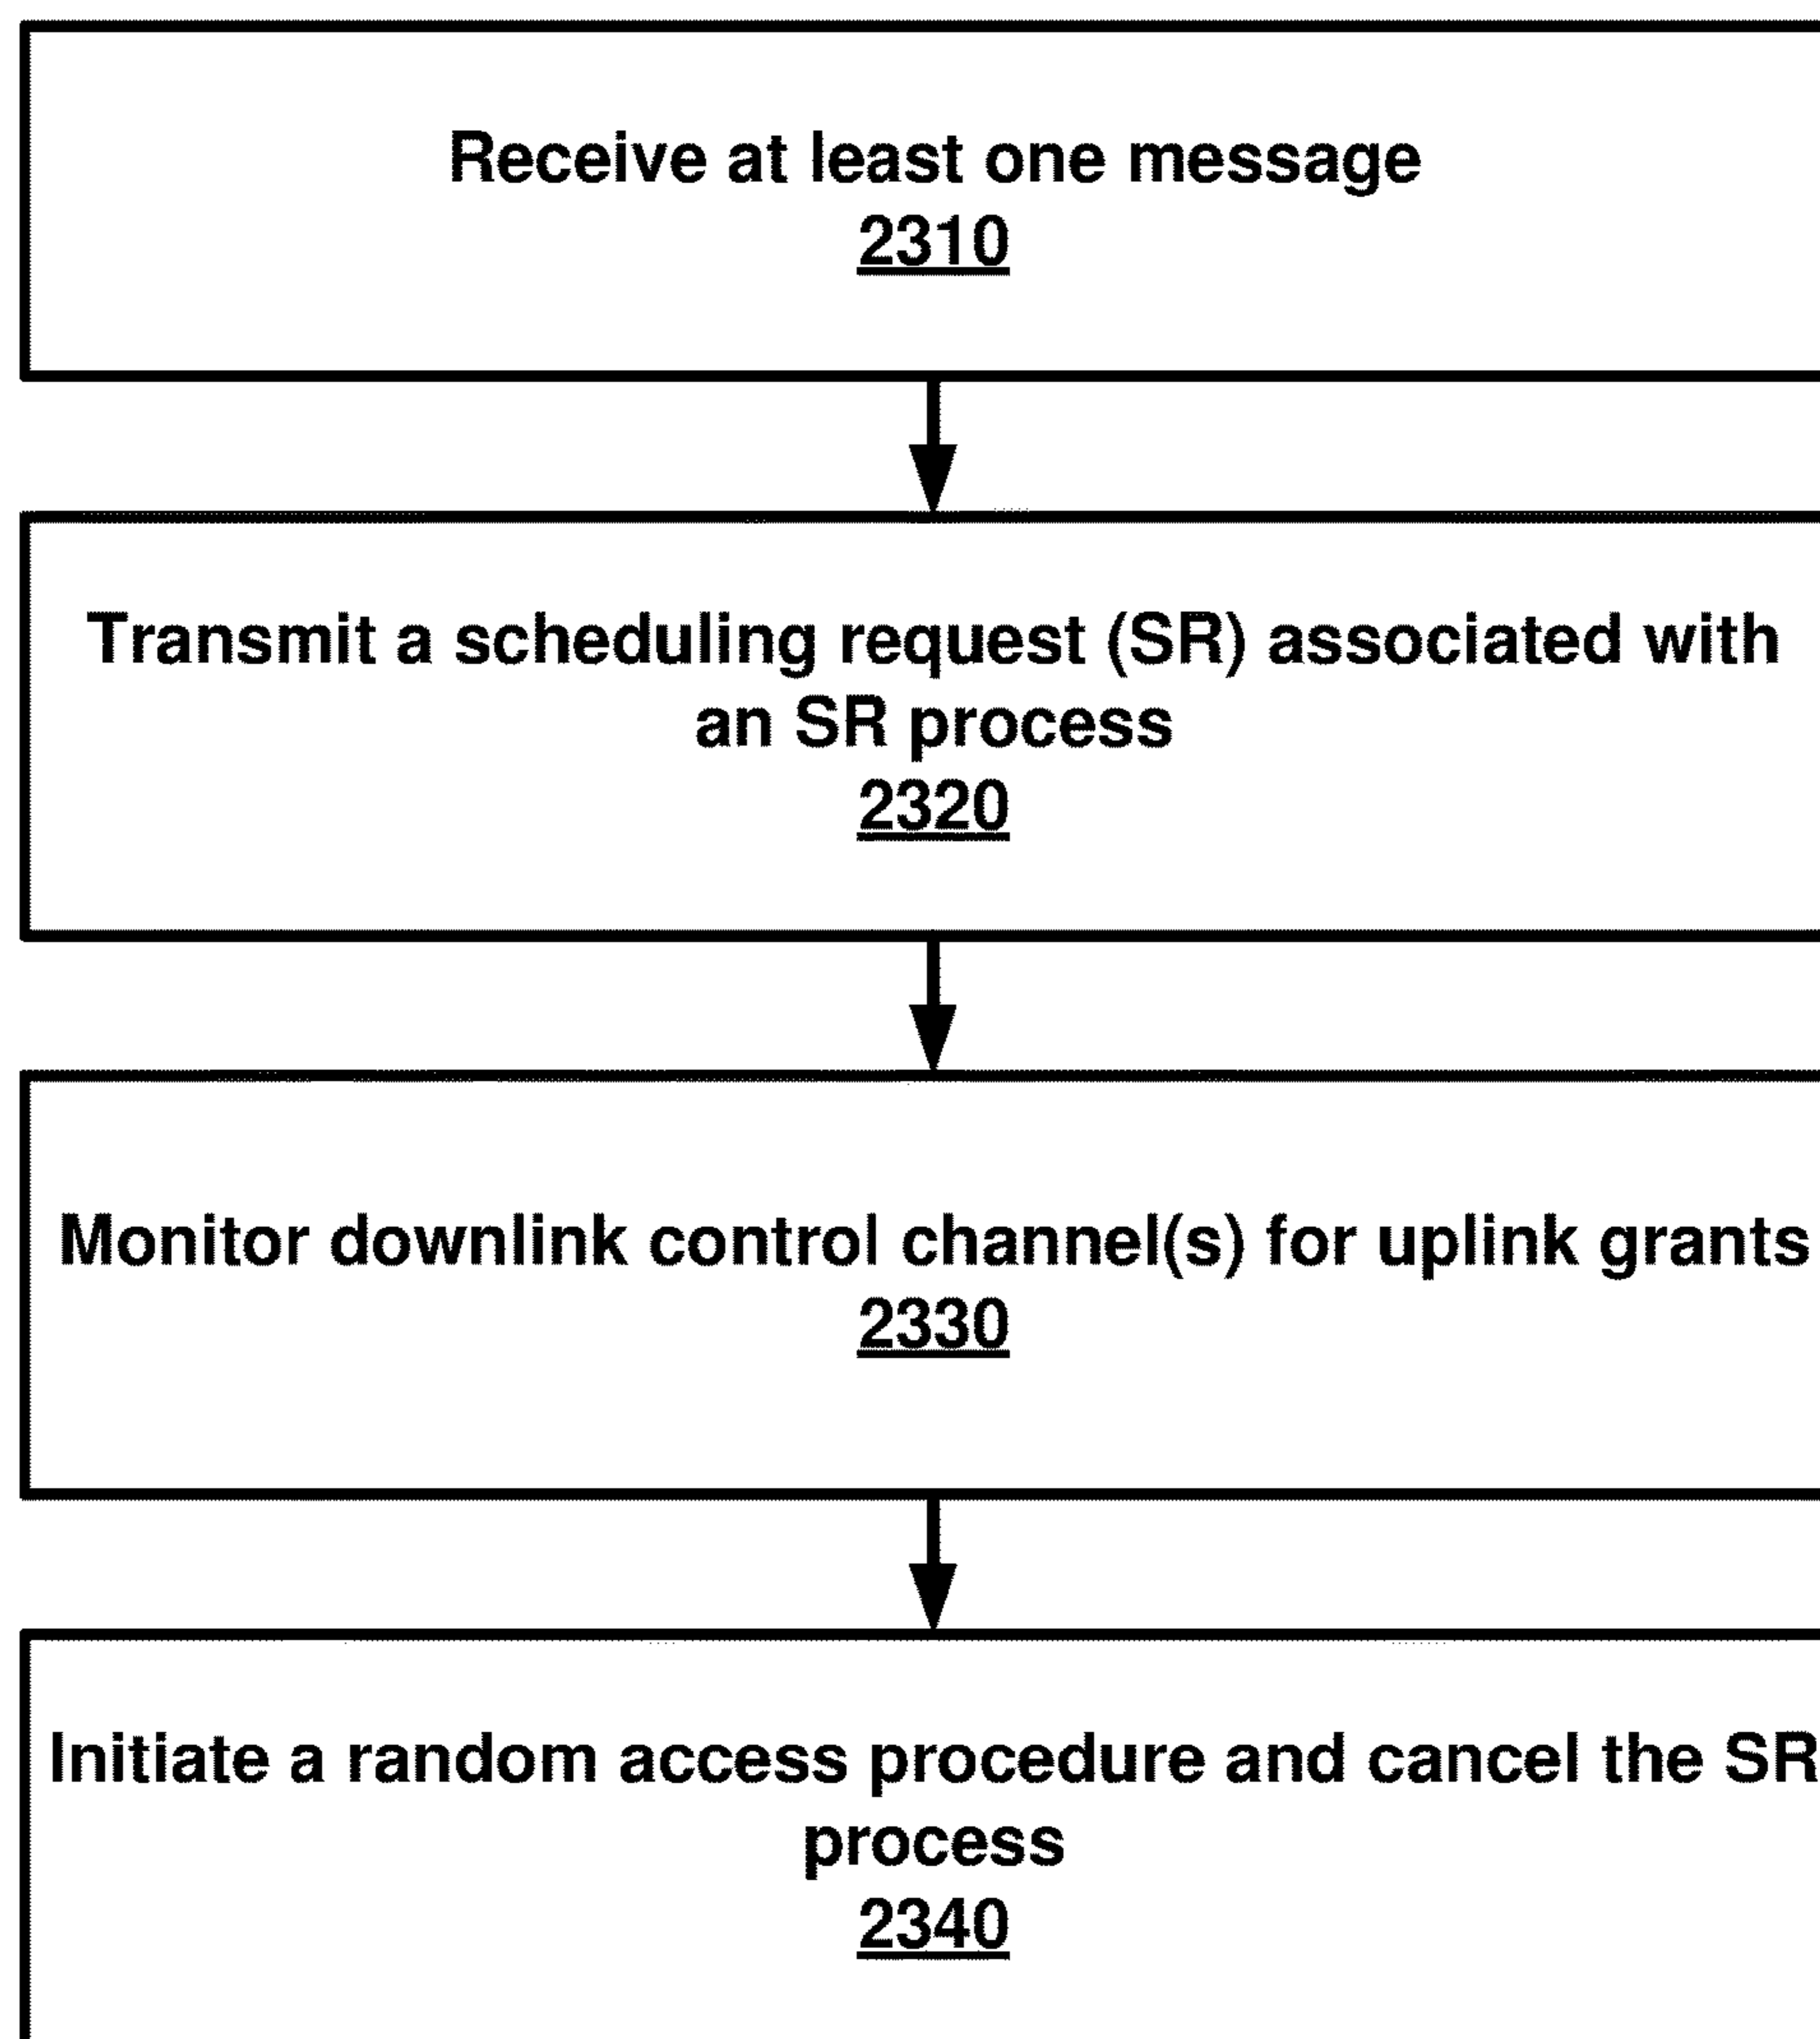 Receive at least one message
2310
Transmit a scheduling request (SR) associated with
an SR process
2320
Monitor downlink control channel(s) for uplink grants
2330
Initiate a random access procedure and cancel the SR
process
2340